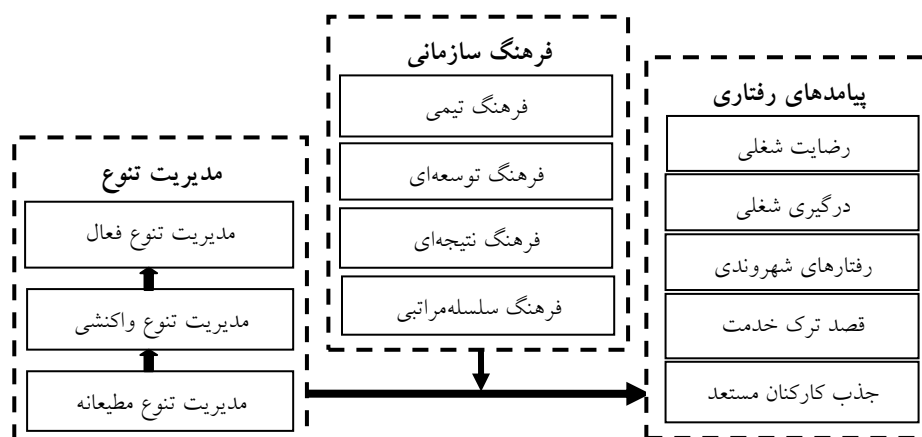 فرهنگ سازمانی
فرهنگ تیمی
فرهنگ توسعه‌ای
فرهنگ نتیجه‌ای
فرهنگ سلسله‌مراتبی
پیامدهای رفتاری
رضایت شغلی
درگیری شغلی
رفتارهای شهروندی
قصد ترک خدمت
جذب کارکنان مستعد
مدیریت تنوع
مدیریت تنوع فعال
مدیریت تنوع واکنشی
مدیریت تنوع مطیعانه